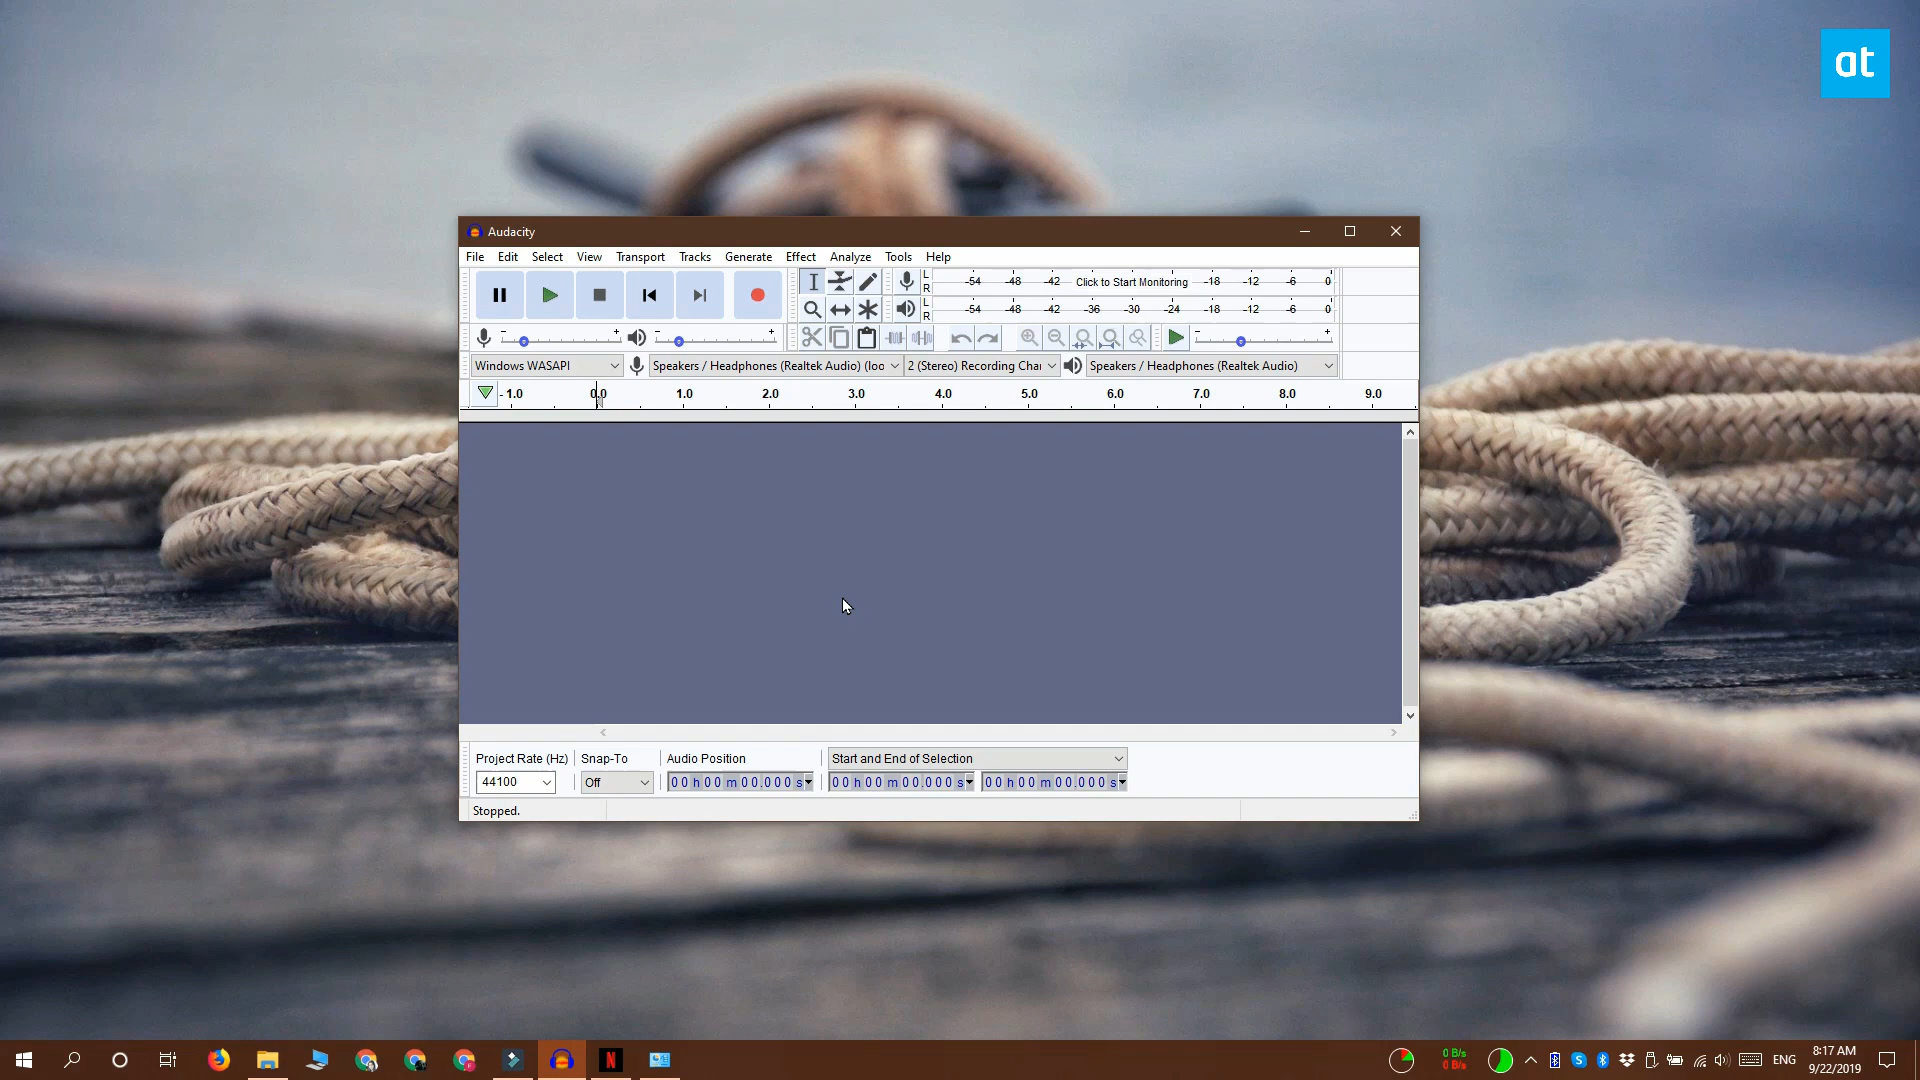 at
Audacity
File Edit Select View Transport Tracks Generate Effect Analyze Tools Help
L
R
-54 -48 -42 Click to Start Monitoring -18 -12 -6 0
L
R
-54 -48 -42 -36 -30 -24 -18 -12 -6 0
- + - + - +
Windows WASAPI Speakers / Headphones (Realtek Audio) (loo 2 (Stereo) Recording Chai Speakers / Headphones (Realtek Audio)
- 1.0 0.0 1.0 2.0 3.0 4.0 5.0 6.0 7.0 8.0 9.0
Project Rate (Hz) Snap-To Audio Position Start and End of Selection
44100 Off 00 h 00 m 00.000 s 00 h 00 m 00.000 s 00 h 00 m 00.000 s
Stopped.
N
0 B/s
0 B/s
S
ENG
8:17 AM
9/22/2019